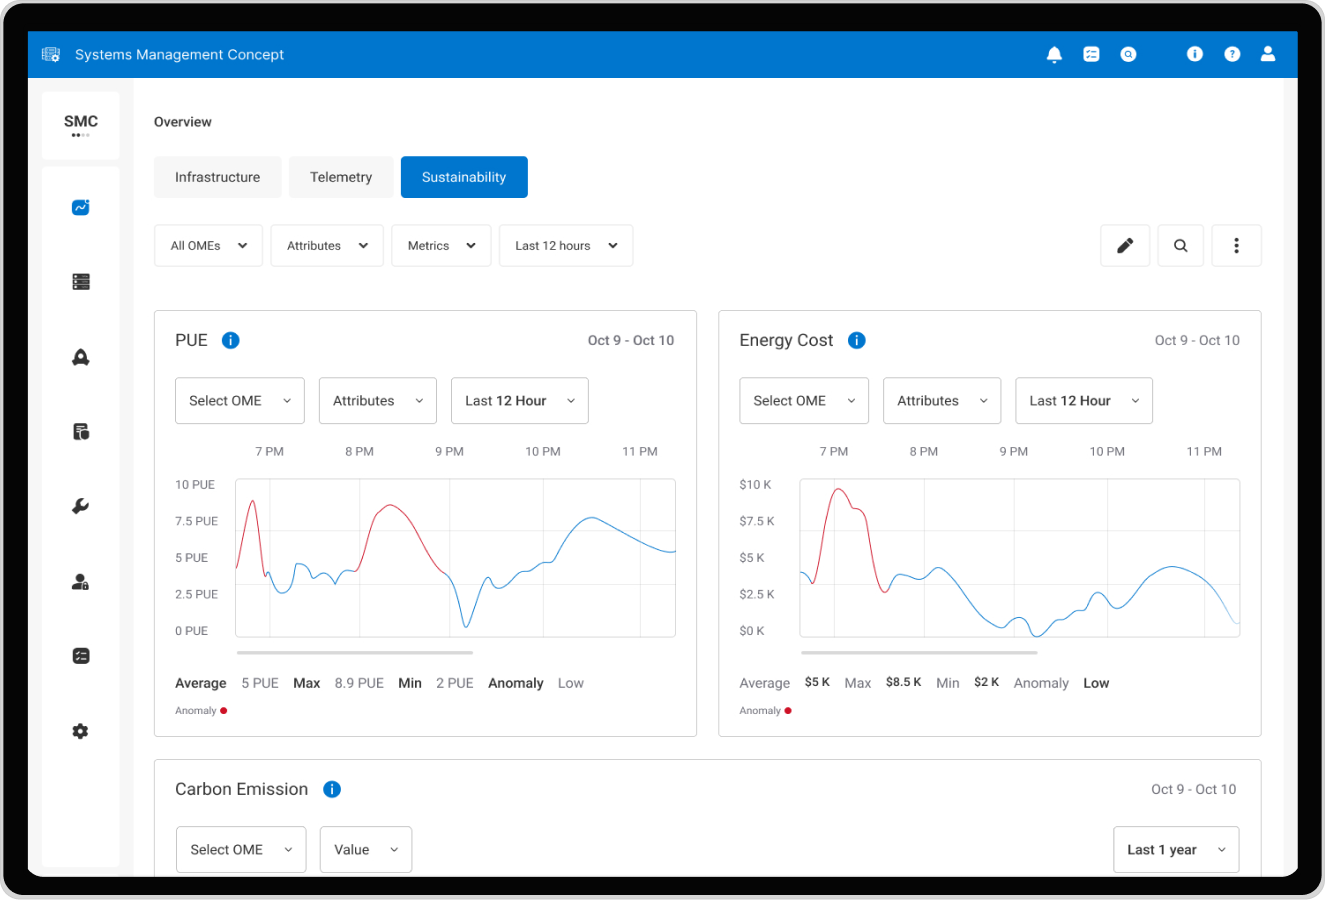 Systems Management Concept
SMC
Overview
Infrastructure Telemetry Sustainability
All OMEs Attributes Metrics Last 12 hours
PUE Oct 9 - Oct 10
Select OME Attributes Last 12 Hour
7 PM 8 PM 9 PM 10 PM 11 PM
10 PUE
7.5 PUE
5 PUE
2.5 PUE
0 PUE
Average 5 PUE Max 8.9 PUE Min 2 PUE Anomaly Low
Anomaly
Energy Cost Oct 9 - Oct 10
Select OME Attributes Last 12 Hour
7 PM 8 PM 9 PM 10 PM 11 PM
$10 K
$7.5 K
$5 K
$2.5 K
$0 K
Average $5 K Max $8.5 K Min $2 K Anomaly Low
Anomaly
Carbon Emission Oct 9 - Oct 10
Select OME Value Last 1 year